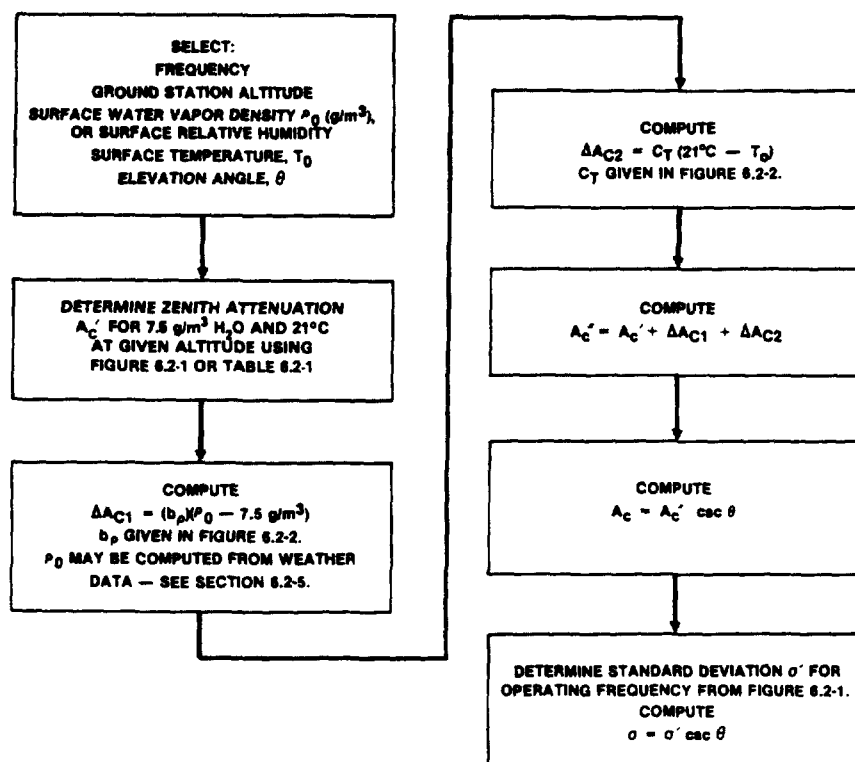 SELECT:
FREQUENCY
GROUND STATION ALTITUDE
SURFACE WATER VAPOR DENSITY ρ0 (g/m³),
OR SURFACE RELATIVE HUMIDITY
SURFACE TEMPERATURE, T0
ELEVATION ANGLE, θ
DETERMINE ZENITH ATTENUATION
Ac′ FOR 7.5 g/m³ H2O AND 21°C
AT GIVEN ALTITUDE USING
FIGURE 6.2-1 OR TABLE 6.2-1
COMPUTE
ΔAC1 = (bρ)(ρ0 — 7.5 g/m³)
bρ GIVEN IN FIGURE 6.2-2.
ρ0 MAY BE COMPUTED FROM WEATHER
DATA — SEE SECTION 6.2-5.
COMPUTE
ΔAC2 = CT (21°C — To)
CT GIVEN IN FIGURE 6.2-2.
COMPUTE
Ac″ = Ac′ + ΔAC1 + ΔAC2
COMPUTE
Ac = Ac′ csc θ
DETERMINE STANDARD DEVIATION σ′ FOR
OPERATING FREQUENCY FROM FIGURE 6.2-1.
COMPUTE
σ = σ′ csc θ